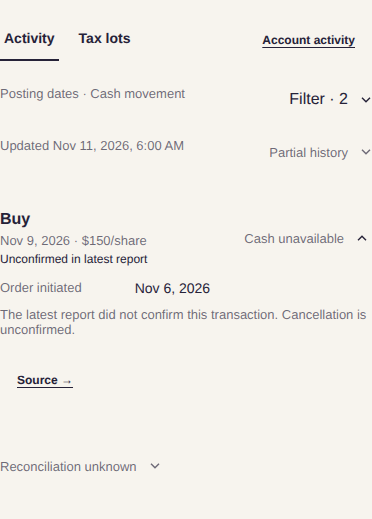 Activity Tax lots Account activity
Posting dates · Cash movement Filter · 2
Updated Nov 11, 2026, 6:00 AM Partial history
Buy
Nov 9, 2026 · $150/share Cash unavailable
Unconfirmed in latest report
Order initiated Nov 6, 2026
The latest report did not confirm this transaction. Cancellation is
unconfirmed.
Source →
Reconciliation unknown